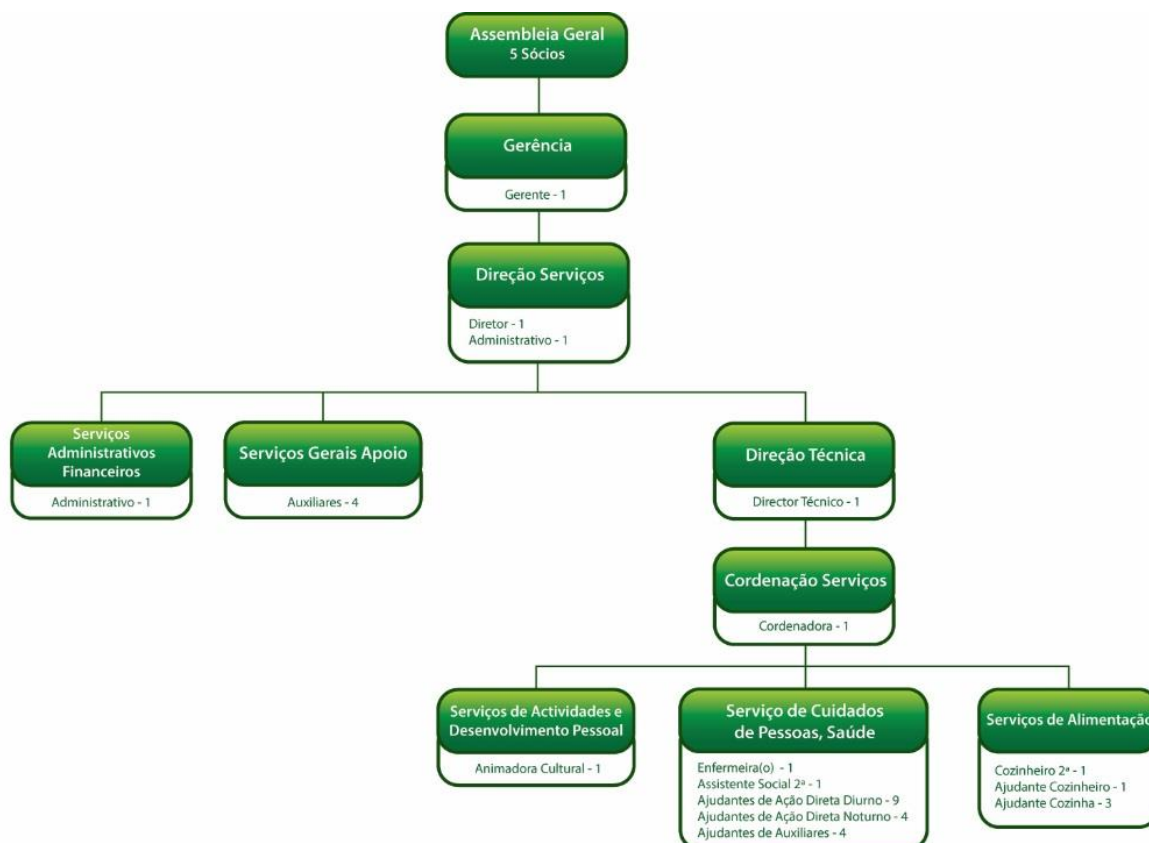 Assembleia Geral
5 Sócios
Gerência
Gerente - 1
Direção Serviços
Diretor - 1
Administrativo - 1
Serviços
Administrativos
Financeiros
Administrativo - 1
Serviços Gerais Apoio
Auxiliares - 4
Direção Técnica
Director Técnico - 1
Cordenação Serviços
Cordenadora - 1
Serviços de Actividades e
Desenvolvimento Pessoal
Animadora Cultural - 1
Serviço de Cuidados
de Pessoas, Saúde
Enfermeira(o) - 1
Assistente Social 2ª - 1
Ajudantes de Ação Direta Diurno - 9
Ajudantes de Ação Direta Noturno - 4
Ajudantes de Auxiliares - 4
Serviços de Alimentação
Cozinheiro 2ª - 1
Ajudante Cozinheiro - 1
Ajudante Cozinha - 3